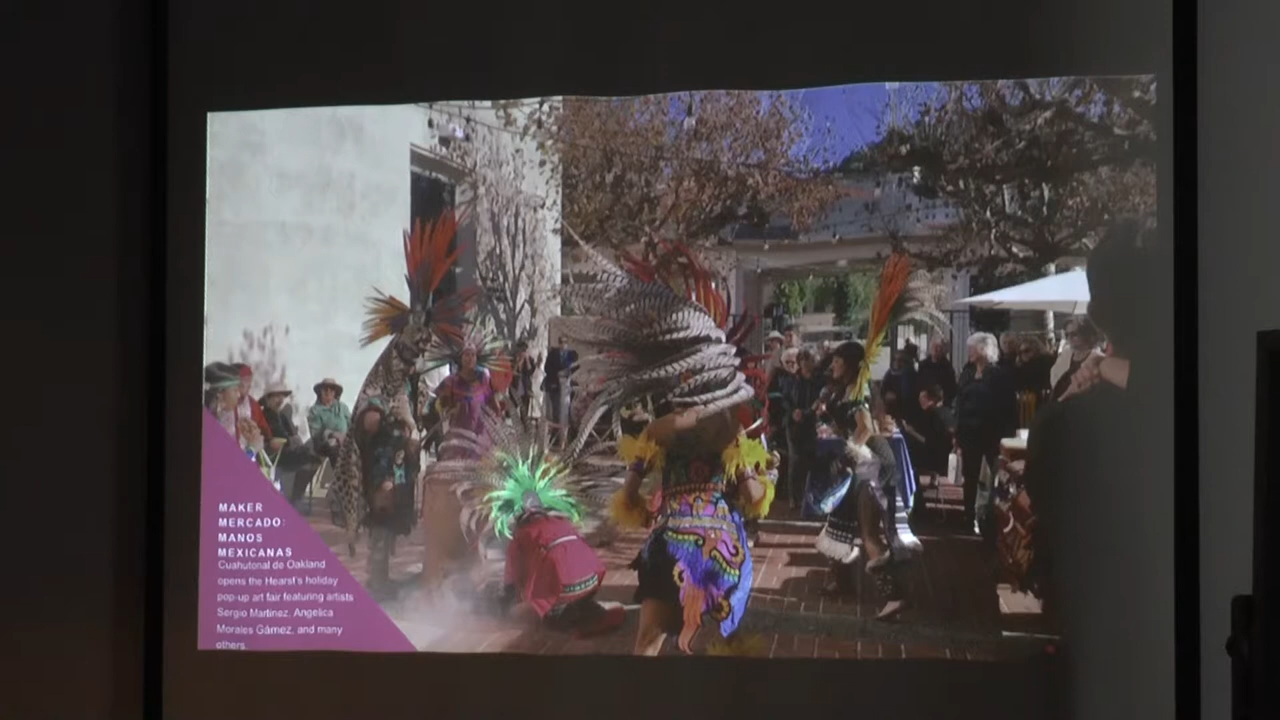 MAKER
MERCADO:
MANOS
MEXICANAS
Cuahutonal de Oakland
opens the Hearst's holiday
pop-up art fair featuring artists
Sergio Martinez, Angelica
Morales Gámez, and many
others.